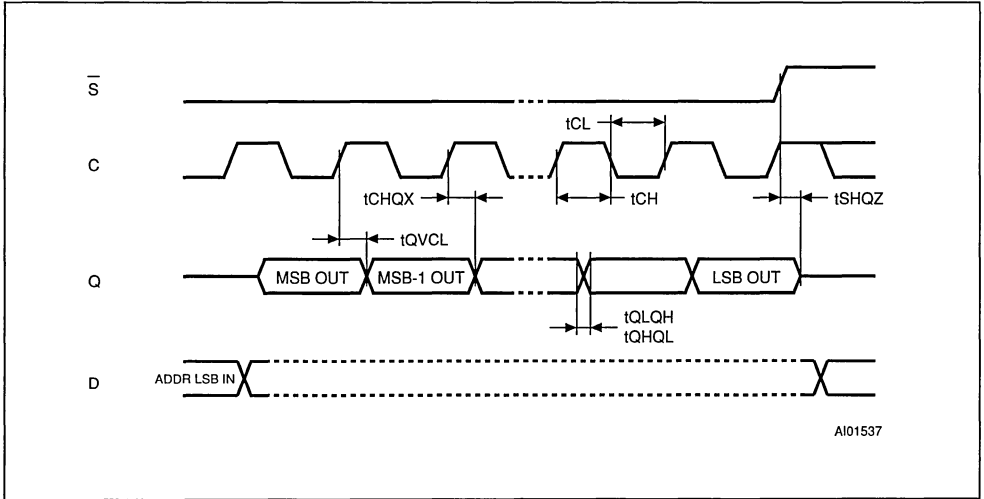 S
tCL
C
tCHQX
tCH
tSHQZ
tQVCL
Q
MSB OUT
MSB-1 OUT
LSB OUT
tQLQH
tQHQL
D
ADDR LSB IN
AI01537